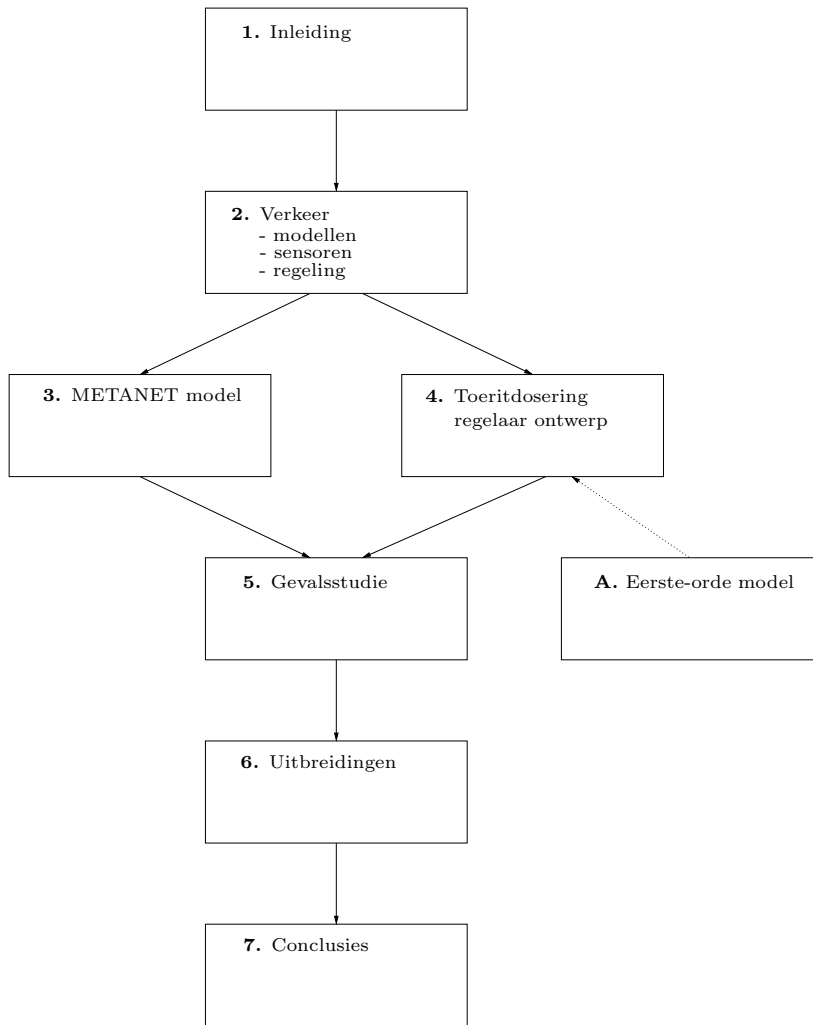 1. Inleiding
2. Verkeer
- modellen
- sensoren
- regeling
3. METANET model
4. Toeritdosering
regelaar ontwerp
5. Gevalsstudie
A. Eerste-orde model
6. Uitbreidingen
7. Conclusies